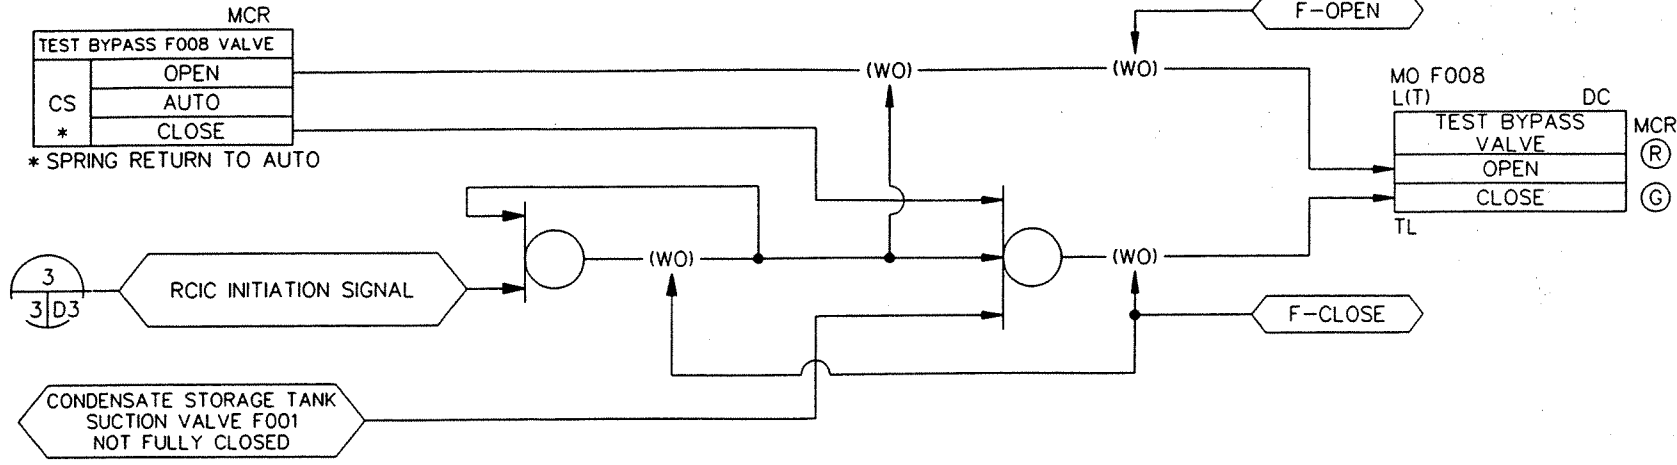 MCR
TEST BYPASS F008 VALVE
CS
*
OPEN
AUTO
CLOSE
* SPRING RETURN TO AUTO
(WO)
(WO)
F-OPEN
MO F008
L(T)
DC
TEST BYPASS
VALVE
OPEN
CLOSE
TL
MCR
R
G
3
3 D3
RCIC INITIATION SIGNAL
(WO)
(WO)
F-CLOSE
CONDENSATE STORAGE TANK
SUCTION VALVE F001
NOT FULLY CLOSED